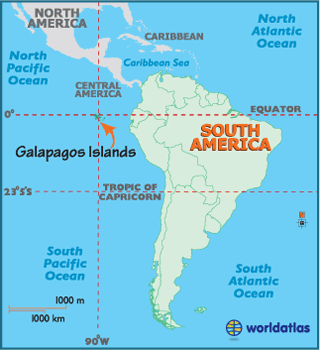 NORTH
AMERICA
CARIBBEAN
North
Atlantic
Ocean
North
Pacific
Ocean
Caribbean Sea
CENTRAL
AMERICA
0°
EQUATOR
SOUTH
AMERICA
Galapagos Islands
23°5'S
TROPIC OF
CAPRICORN
South
Pacific
Ocean
South
Atlantic
Ocean
1000 m
1000 km
90W
worldatlas